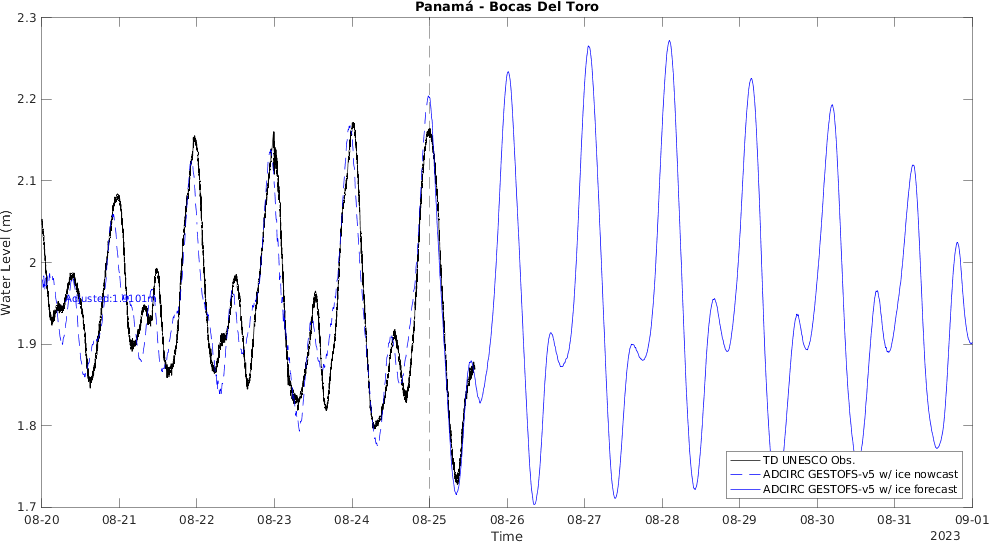 Panamá - Bocas Del Toro
2.3
2.2
2.1
2
1.9
1.8
1.7
Water Level (m)
Adjusted:1.9101m
TD UNESCO Obs.
ADCIRC GESTOFS-v5 w/ ice nowcast
ADCIRC GESTOFS-v5 w/ ice forecast
08-20 08-21 08-22 08-23 08-24 08-25 08-26 08-27 08-28 08-29 08-30 08-31 09-01
Time
2023